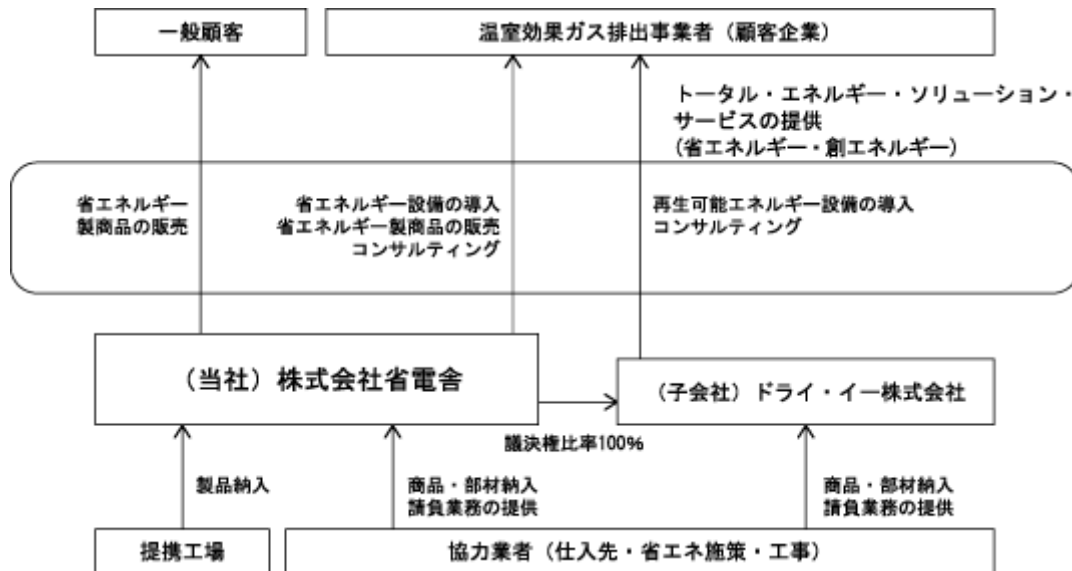 一般顧客
温室効果ガス排出事業者（顧客企業）
トータル・エネルギー・ソリューション・
サービスの提供
（省エネルギー・創エネルギー）
省エネルギー
製商品の販売
省エネルギー設備の導入
省エネルギー製商品の販売
コンサルティング
再生可能エネルギー設備の導入
コンサルティング
（当社）株式会社省電舎
（子会社）ドライ・イー株式会社
議決権比率100％
製品納入
商品・部材納入
請負業務の提供
商品・部材納入
請負業務の提供
提携工場
協力業者（仕入先・省エネ施策・工事）